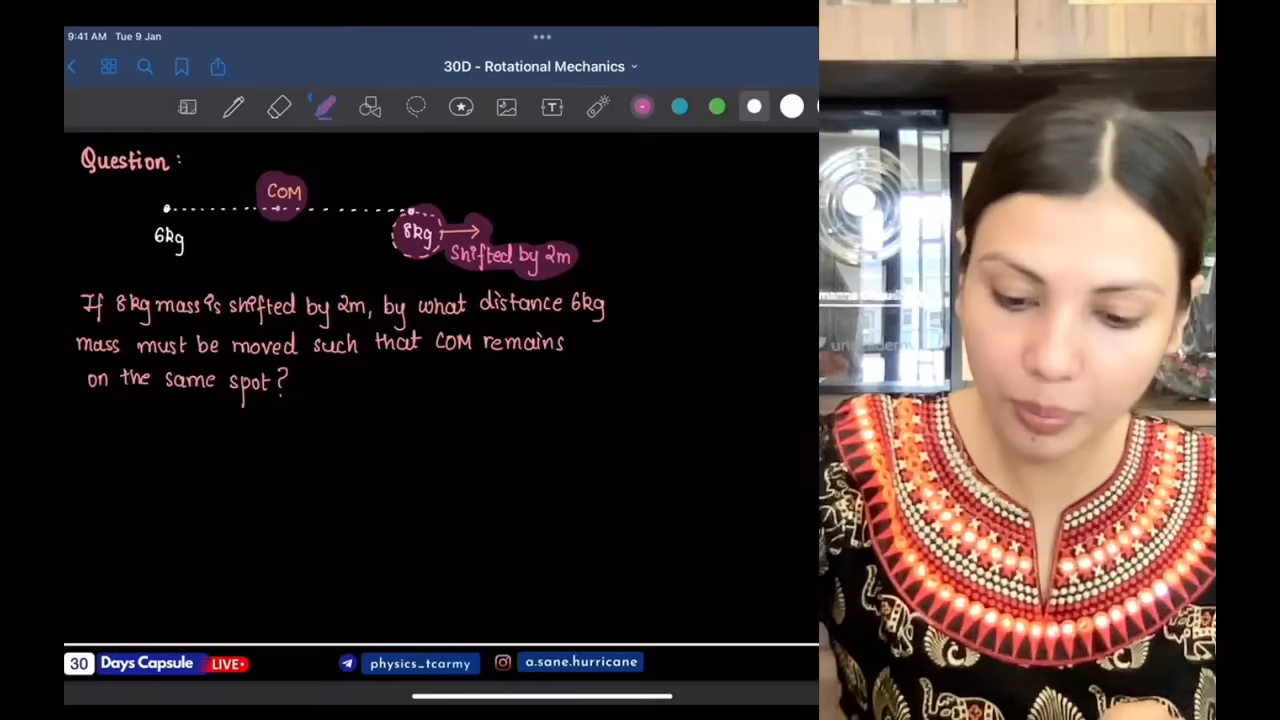 9:41 AM Tue 9 Jan
30D - Rotational Mechanics
Question:
COM
6kg
8kg
shifted by 2m
If 8kg mass is shifted by 2m, by what distance 6kg
mass must be moved such that COM remains
on the same spot?
30 Days Capsule LIVE
physics_tcarmy
a.sane.hurricane